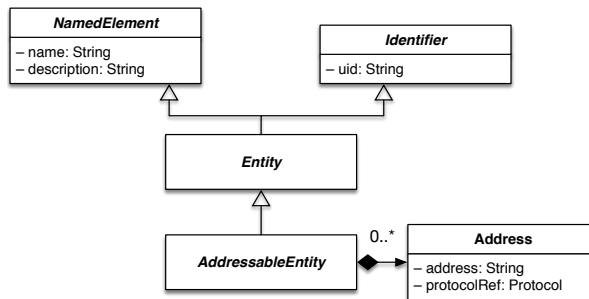 NamedElement
– name: String
– description: String
Identifier
– uid: String
Entity
AddressableEntity
0..*
Address
– address: String
– protocolRef: Protocol